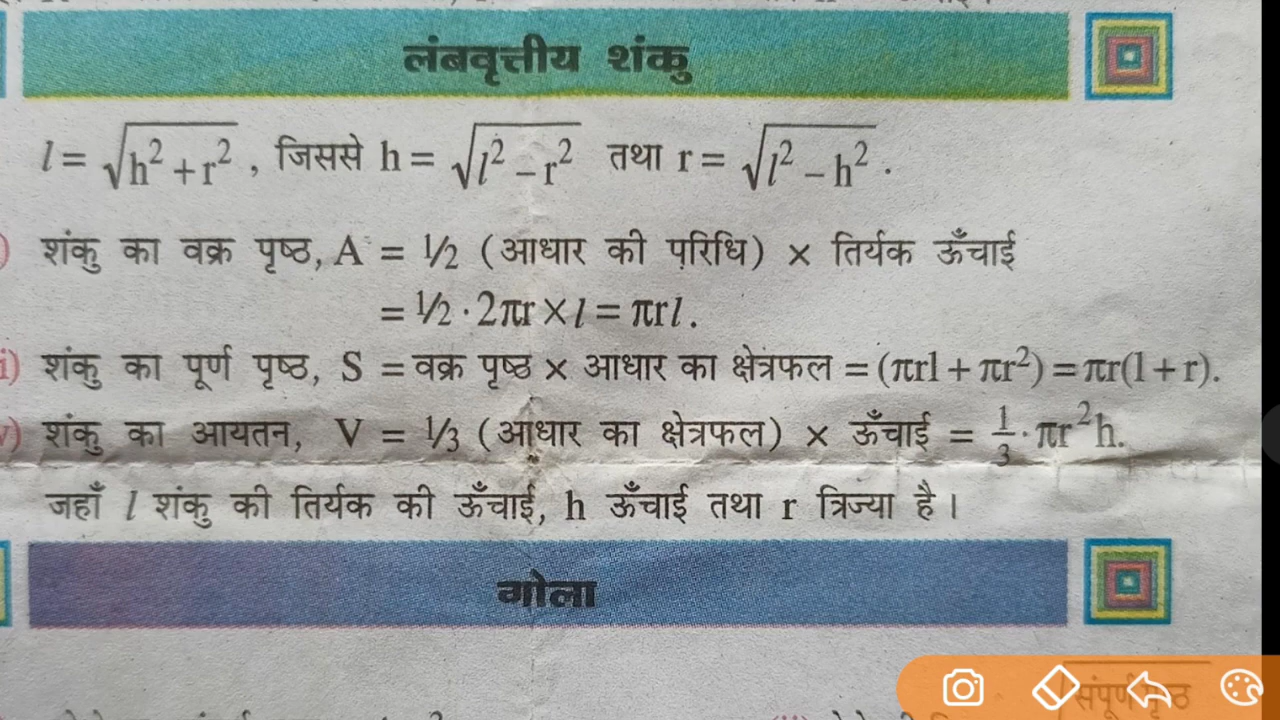 लंबवृत्तीय शंकु
l = √h² + r² , जिससे h = √l² – r² तथा r = √l² – h² .
) शंकु का वक्र पृष्ठ, A = 1/2 (आधार की परिधि) × तिर्यक ऊँचाई
= 1/2 · 2πr × l = πrl.
i) शंकु का पूर्ण पृष्ठ, S = वक्र पृष्ठ × आधार का क्षेत्रफल = (πrl + πr²) = πr(l + r).
v) शंकु का आयतन, V = 1/3 (आधार का क्षेत्रफल) × ऊँचाई = 1/3 · πr²h.
जहाँ l शंकु की तिर्यक की ऊँचाई, h ऊँचाई तथा r त्रिज्या है।
गोला
संपूर्ण पृष्ठ